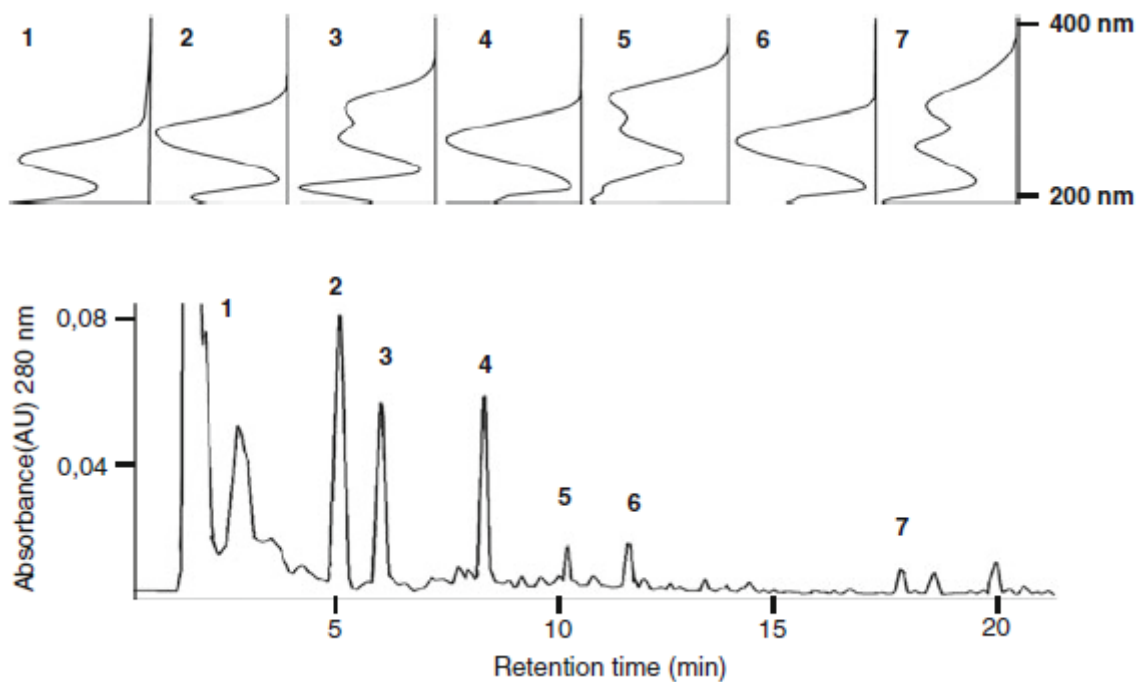 1 2 3 4 5 6 7
400 nm
200 nm
Absorbance(AU) 280 nm
0,08
0,04
1 2 3 4 5 6 7
5 10 15 20
Retention time (min)